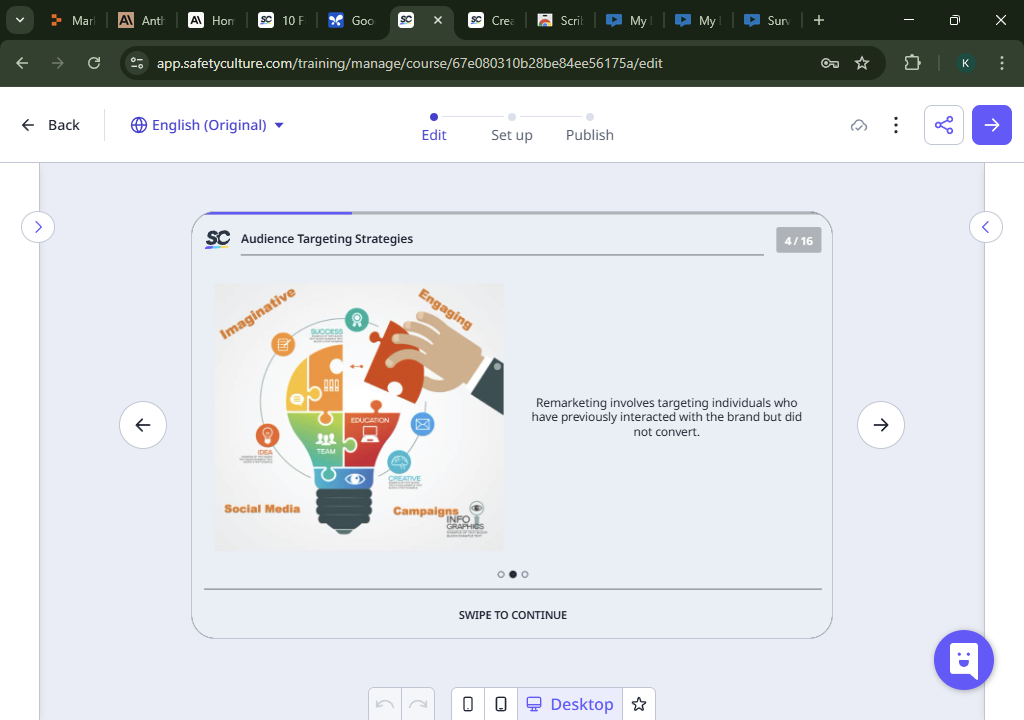 Marl
Antl
Hon
10 F
Goo
Crea
Scril
My l
My l
Surv
app.safetyculture.com/training/manage/course/67e080310b28be84ee56175a/edit
K
Back
English (Original)
Edit
Set up
Publish
SC
Audience Targeting Strategies
4 / 16
Imaginative
Engaging
SUCCESS
EDUCATION
TEAM
IDEA
CREATIVE
Social Media
Campaigns
INFO
GRAPHICS
Remarketing involves targeting individuals who
have previously interacted with the brand but did
not convert.
SWIPE TO CONTINUE
Desktop